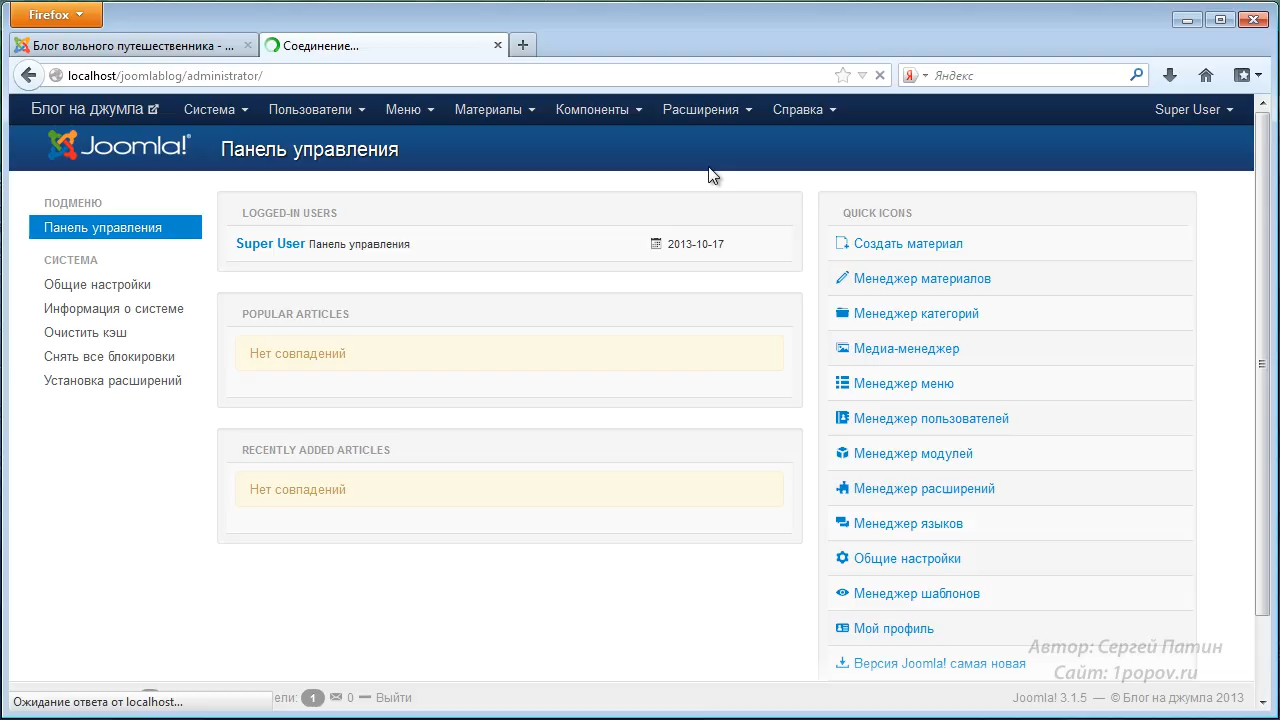 Firefox
Блог вольного путешественника - ...
Соединение...
localhost/joomlablog/administrator/
Яндекс
Блог на джумла Система Пользователи Меню Материалы Компоненты Расширения Справка Super User
Joomla!® Панель управления
ПОДМЕНЮ
Панель управления
СИСТЕМА
Общие настройки
Информация о системе
Очистить кэш
Снять все блокировки
Установка расширений
LOGGED-IN USERS
Super User Панель управления 2013-10-17
POPULAR ARTICLES
Нет совпадений
RECENTLY ADDED ARTICLES
Нет совпадений
QUICK ICONS
Создать материал
Менеджер материалов
Менеджер категорий
Медиа-менеджер
Менеджер меню
Менеджер пользователей
Менеджер модулей
Менеджер расширений
Менеджер языков
Общие настройки
Менеджер шаблонов
Мой профиль
Версия Joomla! самая новая
Автор: Сергей Патин
Сайт: 1popov.ru
Ожидание ответа от localhost...
ели: 1 0 Выйти
Joomla! 3.1.5 — © Блог на джумла 2013